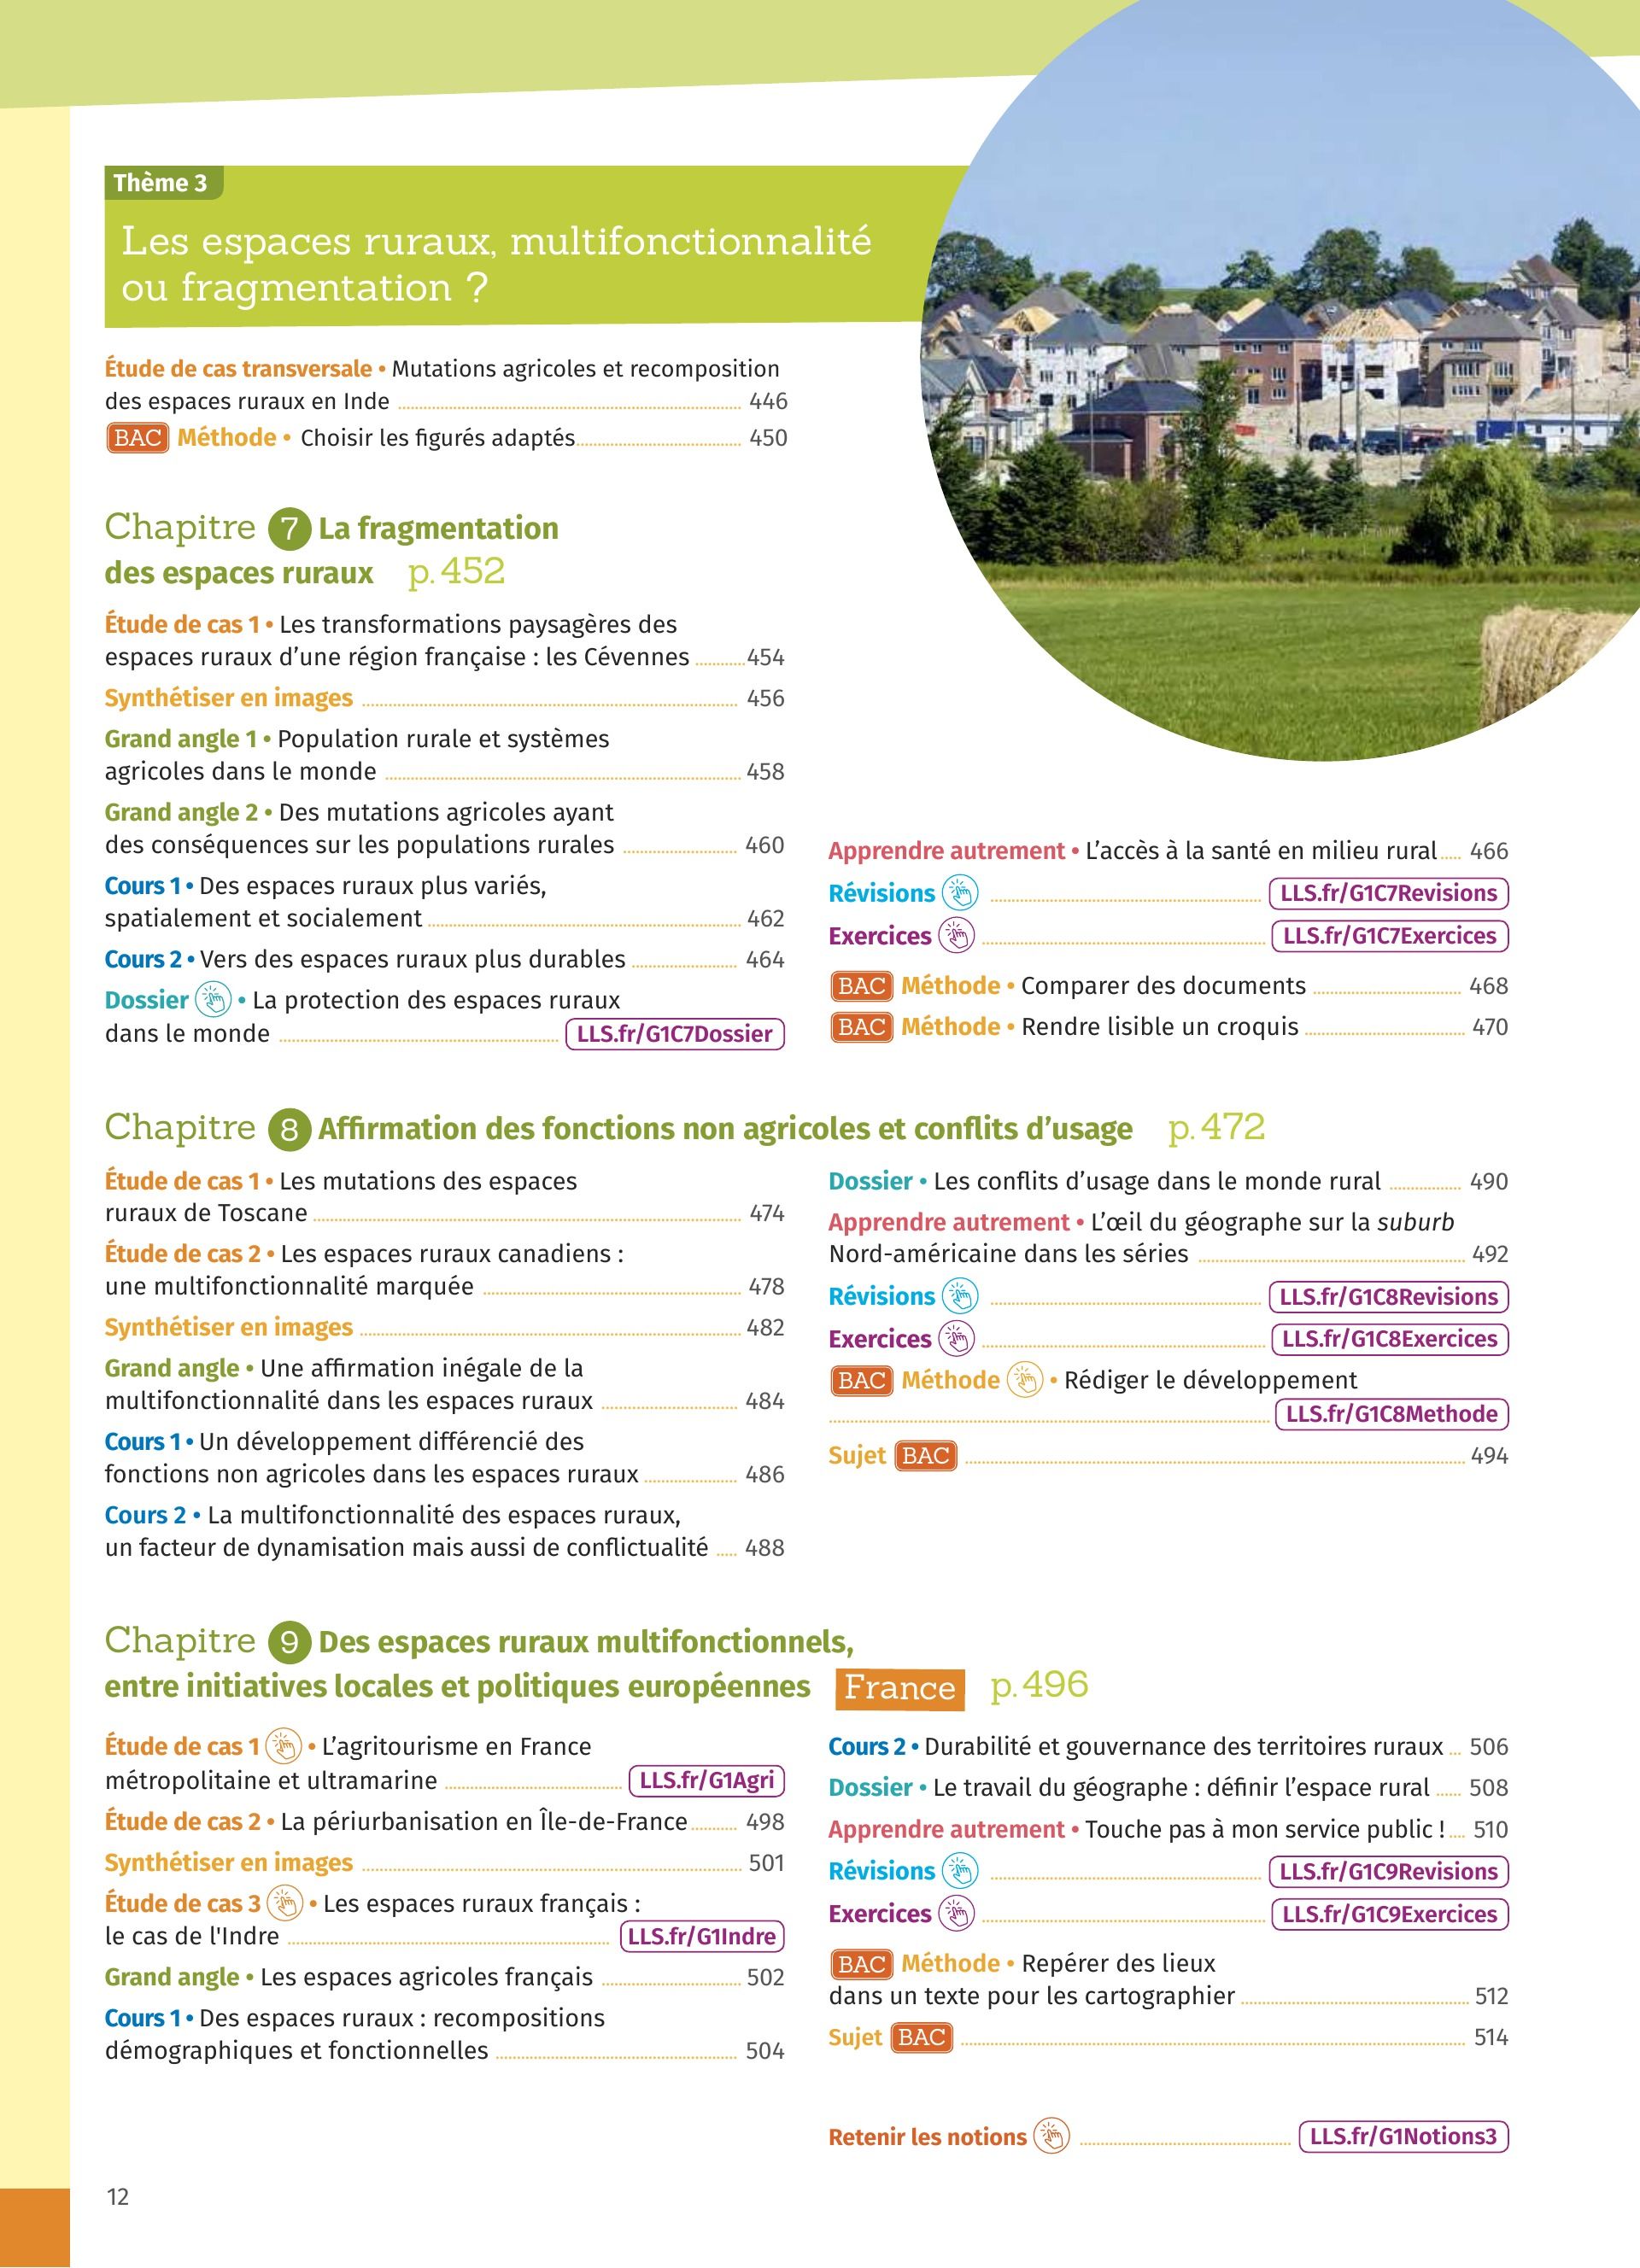 Thème 3
Les espaces ruraux, multifonctionnalité
ou fragmentation ?
Étude de cas transversale • Mutations agricoles et recomposition
des espaces ruraux en Inde 446
BAC Méthode • Choisir les figurés adaptés 450
Chapitre 7 La fragmentation
des espaces ruraux p. 452
Étude de cas 1 • Les transformations paysagères des
espaces ruraux d’une région française : les Cévennes 454
Synthétiser en images 456
Grand angle 1 • Population rurale et systèmes
agricoles dans le monde 458
Grand angle 2 • Des mutations agricoles ayant
des conséquences sur les populations rurales 460
Cours 1 • Des espaces ruraux plus variés,
spatialement et socialement 462
Cours 2 • Vers des espaces ruraux plus durables 464
Dossier • La protection des espaces ruraux
dans le monde LLS.fr/G1C7Dossier
Apprendre autrement • L’accès à la santé en milieu rural 466
Révisions LLS.fr/G1C7Revisions
Exercices LLS.fr/G1C7Exercices
BAC Méthode • Comparer des documents 468
BAC Méthode • Rendre lisible un croquis 470
Chapitre 8 Affirmation des fonctions non agricoles et conflits d’usage p. 472
Étude de cas 1 • Les mutations des espaces
ruraux de Toscane 474
Étude de cas 2 • Les espaces ruraux canadiens :
une multifonctionnalité marquée 478
Synthétiser en images 482
Grand angle • Une affirmation inégale de la
multifonctionnalité dans les espaces ruraux 484
Cours 1 • Un développement différencié des
fonctions non agricoles dans les espaces ruraux 486
Cours 2 • La multifonctionnalité des espaces ruraux,
un facteur de dynamisation mais aussi de conflictualité 488
Dossier • Les conflits d’usage dans le monde rural 490
Apprendre autrement • L’œil du géographe sur la suburb
Nord-américaine dans les séries 492
Révisions LLS.fr/G1C8Revisions
Exercices LLS.fr/G1C8Exercices
BAC Méthode • Rédiger le développement
LLS.fr/G1C8Methode
Sujet BAC 494
Chapitre 9 Des espaces ruraux multifonctionnels,
entre initiatives locales et politiques européennes France p. 496
Étude de cas 1 • L’agritourisme en France
métropolitaine et ultramarine LLS.fr/G1Agri
Étude de cas 2 • La périurbanisation en Île-de-France 498
Synthétiser en images 501
Étude de cas 3 • Les espaces ruraux français :
le cas de l'Indre LLS.fr/G1Indre
Grand angle • Les espaces agricoles français 502
Cours 1 • Des espaces ruraux : recompositions
démographiques et fonctionnelles 504
Cours 2 • Durabilité et gouvernance des territoires ruraux 506
Dossier • Le travail du géographe : définir l’espace rural 508
Apprendre autrement • Touche pas à mon service public ! 510
Révisions LLS.fr/G1C9Revisions
Exercices LLS.fr/G1C9Exercices
BAC Méthode • Repérer des lieux
dans un texte pour les cartographier 512
Sujet BAC 514
Retenir les notions LLS.fr/G1Notions3
12